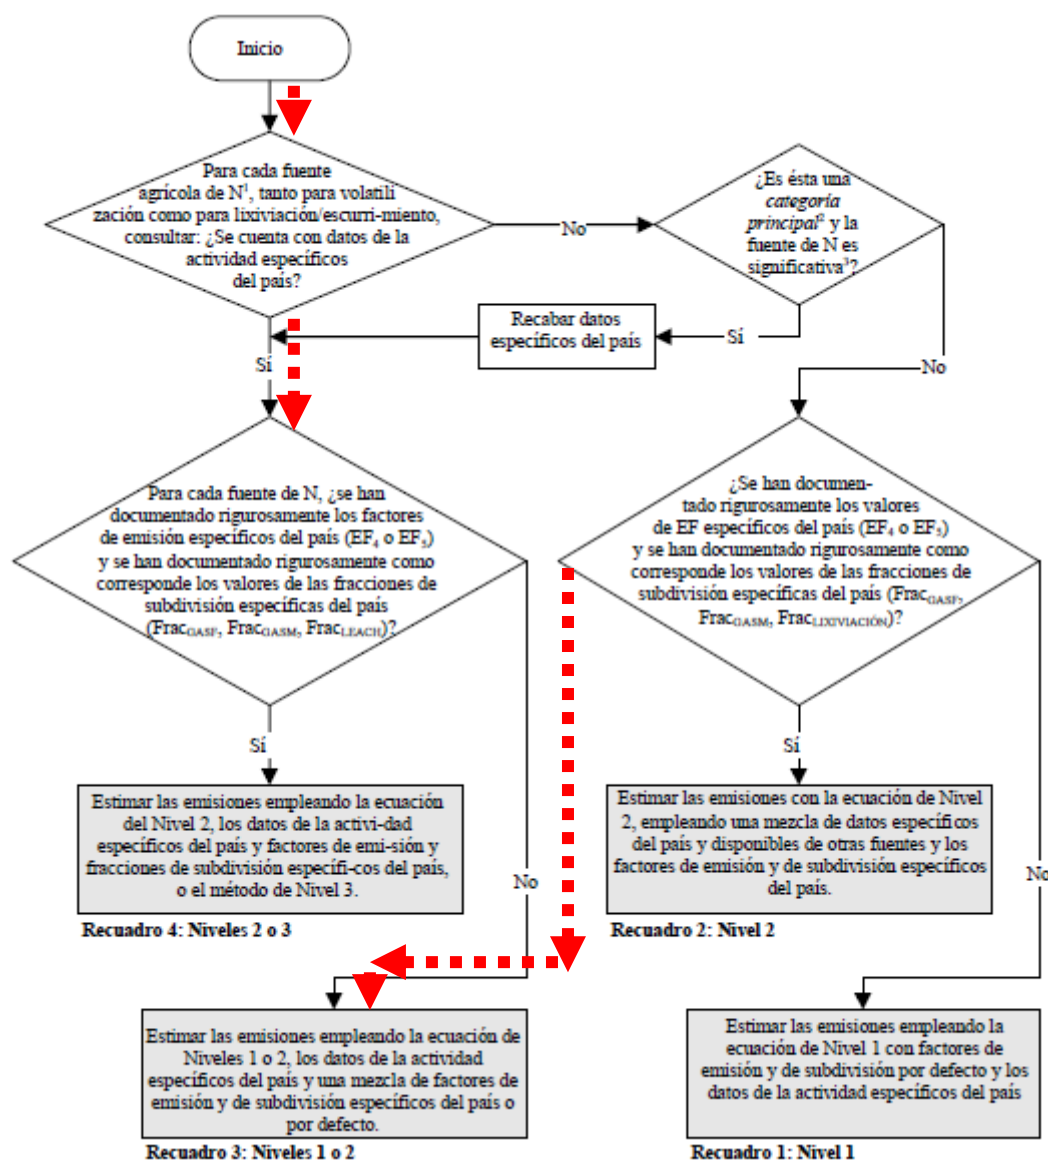 Inicio
Para cada fuente
agrícola de N¹, tanto para volatili
zación como para lixiviación/escurri-miento,
consultar: ¿Se cuenta con datos de la
actividad específicos
del país?
No
¿Es ésta una
categoría
principal² y la
fuente de N es
significativa³?
Recabar datos
específicos del país
Sí
Sí
No
Para cada fuente de N, ¿se han
documentado rigurosamente los factores
de emisión específicos del país (EF₄ o EF₅)
y se han documentado rigurosamente como
corresponde los valores de las fracciones de
subdivisión específicas del país
(Frac_GASF, Frac_GASM, Frac_LEACH)?
¿Se han documen-
tado rigurosamente los valores
de EF específicos del país (EF₄ o EF₅)
y se han documentado rigurosamente como
corresponde los valores de las fracciones de
subdivisión específicas del país (Frac_GASF,
Frac_GASM, Frac_LIXIVIACIÓN)?
Sí
Sí
Estimar las emisiones empleando la ecuación
del Nivel 2, los datos de la activi-dad
específicos del país y factores de emi-sión y
fracciones de subdivisión específi-cos del país,
o el método de Nivel 3.
No
Recuadro 4: Niveles 2 o 3
Estimar las emisiones con la ecuación de Nivel
2, empleando una mezcla de datos específicos
del país y disponibles de otras fuentes y los
factores de emisión y de subdivisión específicos
del país.
No
Recuadro 2: Nivel 2
Estimar las emisiones empleando la ecuación de
Niveles 1 o 2, los datos de la actividad
específicos del país y una mezcla de factores de
emisión y de subdivisión específicos del país o
por defecto.
Recuadro 3: Niveles 1 o 2
Estimar las emisiones empleando la
ecuación de Nivel 1 con factores de
emisión y de subdivisión por defecto y los
datos de la actividad específicos del país
Recuadro 1: Nivel 1